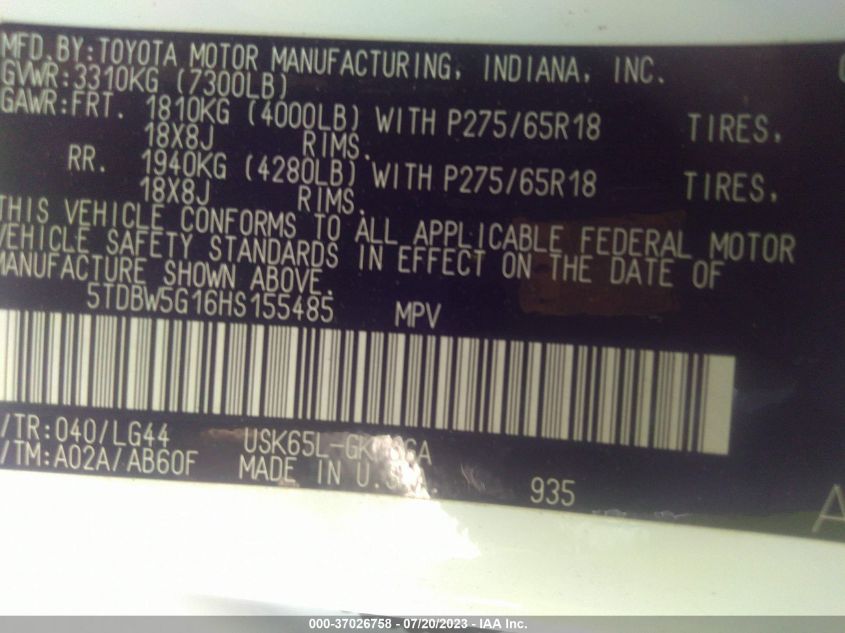 MFD. BY: TOYOTA MOTOR MANUFACTURING, INDIANA, INC.
GVWR: 3310KG (7300LB)
GAWR: FRT. 1810KG (4000LB) WITH P275/65R18 TIRES,
18X8J RIMS.
RR. 1940KG (4280LB) WITH P275/65R18 TIRES,
18X8J RIMS.
THIS VEHICLE CONFORMS TO ALL APPLICABLE FEDERAL MOTOR
VEHICLE SAFETY STANDARDS IN EFFECT ON THE DATE OF
MANUFACTURE SHOWN ABOVE.
5TDBW5G16HS155485 MPV
/TR: 040/LG44 
/TM: A02A/AB60F
MADE IN 935
A
000-37026758 - 07/20/2023 - IAA Inc.